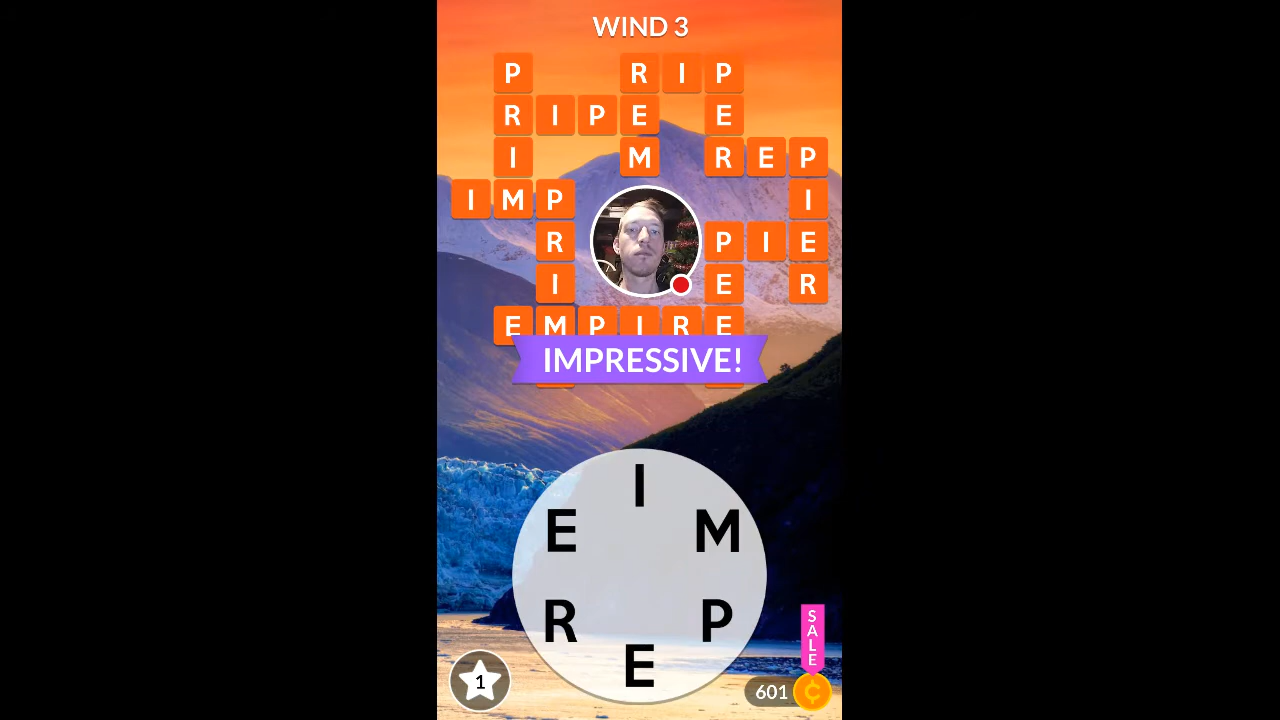 WIND 3
P R I P
R I P E E
I M R E P
I M P I
R P I E
I E R
E M P I R E
IMPRESSIVE!
I
E M
R P
E
SALE
1
601